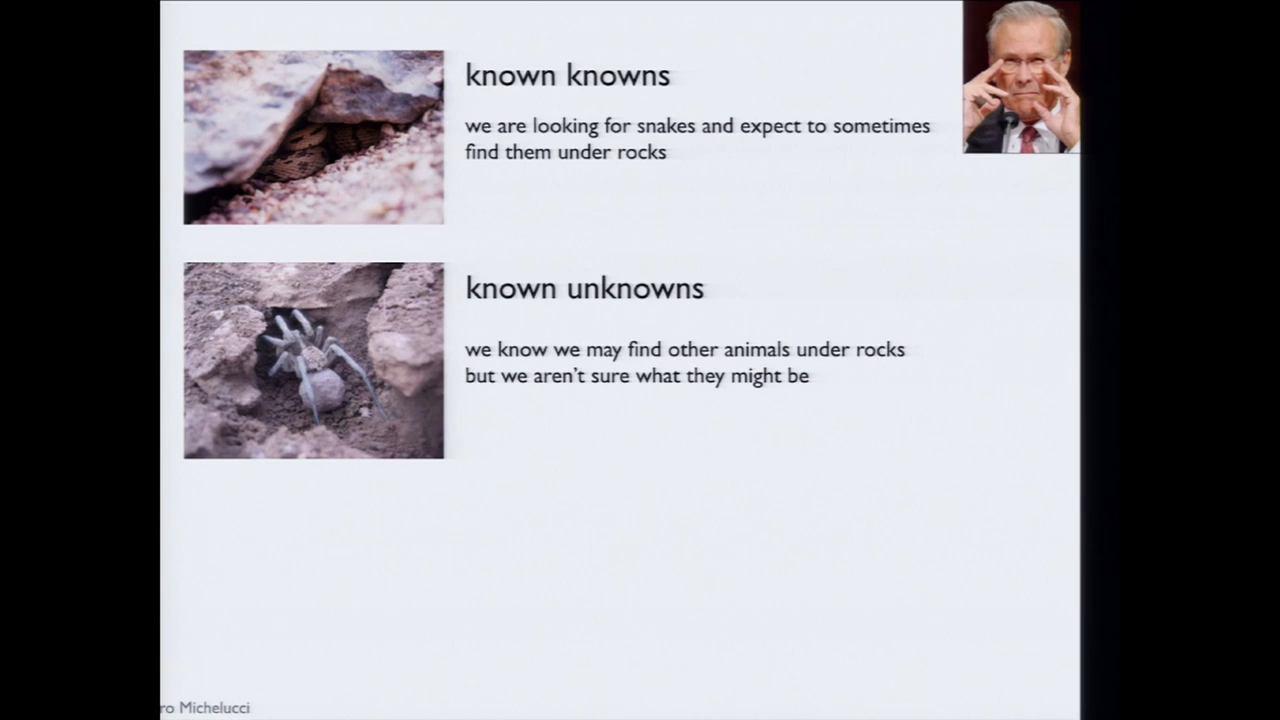 known knowns
we are looking for snakes and expect to sometimes
find them under rocks
known unknowns
we know we may find other animals under rocks
but we aren't sure what they might be
ro Michelucci